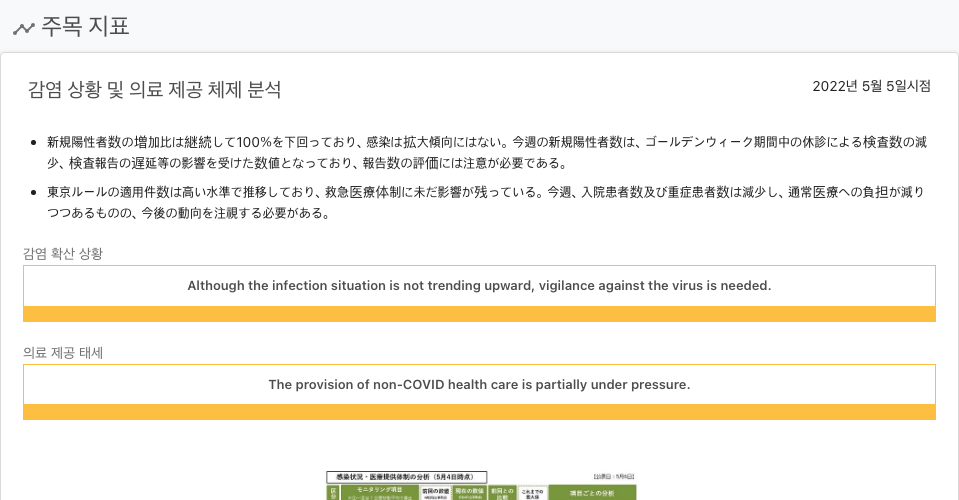 주목 지표
감염 상황 및 의료 제공 체제 분석
2022년 5월 5일시점
新規陽性者数の増加比は継続して100%を下回っており、感染は拡大傾向にはない。今週の新規陽性者数は、ゴールデンウィーク期間中の休診による検査数の減
少、検査報告の遅延等の影響を受けた数値となっており、報告数の評価には注意が必要である。
東京ルールの適用件数は高い水準で推移しており、救急医療体制に未だ影響が残っている。今週、入院患者数及び重症患者数は減少し、通常医療への負担が減り
つつあるものの、今後の動向を注視する必要がある。
감염 확산 상황
Although the infection situation is not trending upward, vigilance against the virus is needed.
의료 제공 태세
The provision of non-COVID health care is partially under pressure.
感染状況・医療提供体制の分析（5月4日時点）
モニタリング項目 前回の数値 現在の数値 前回との これまでの 項目ごとの分析